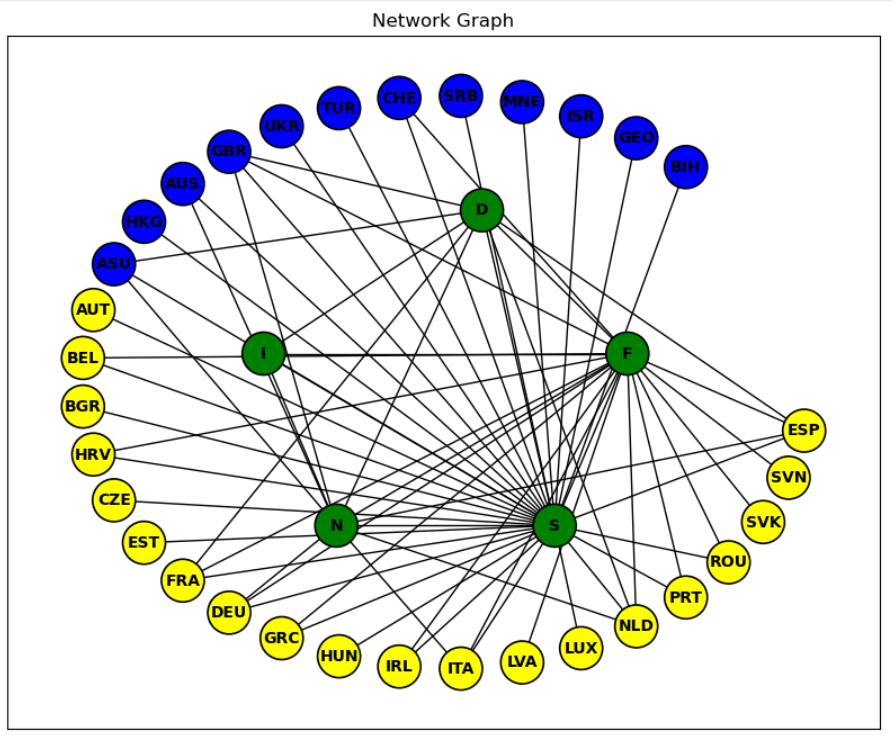 Network Graph
SRB
CHE
MNE
TUR
ISR
UKR
GEO
GBR
BIH
AUS
D
HKG
ASU
AUT
I
F
BEL
BGR
ESP
HRV
SVN
CZE
SVK
N
S
EST
ROU
FRA
PRT
DEU
NLD
GRC
LUX
HUN
LVA
IRL
ITA